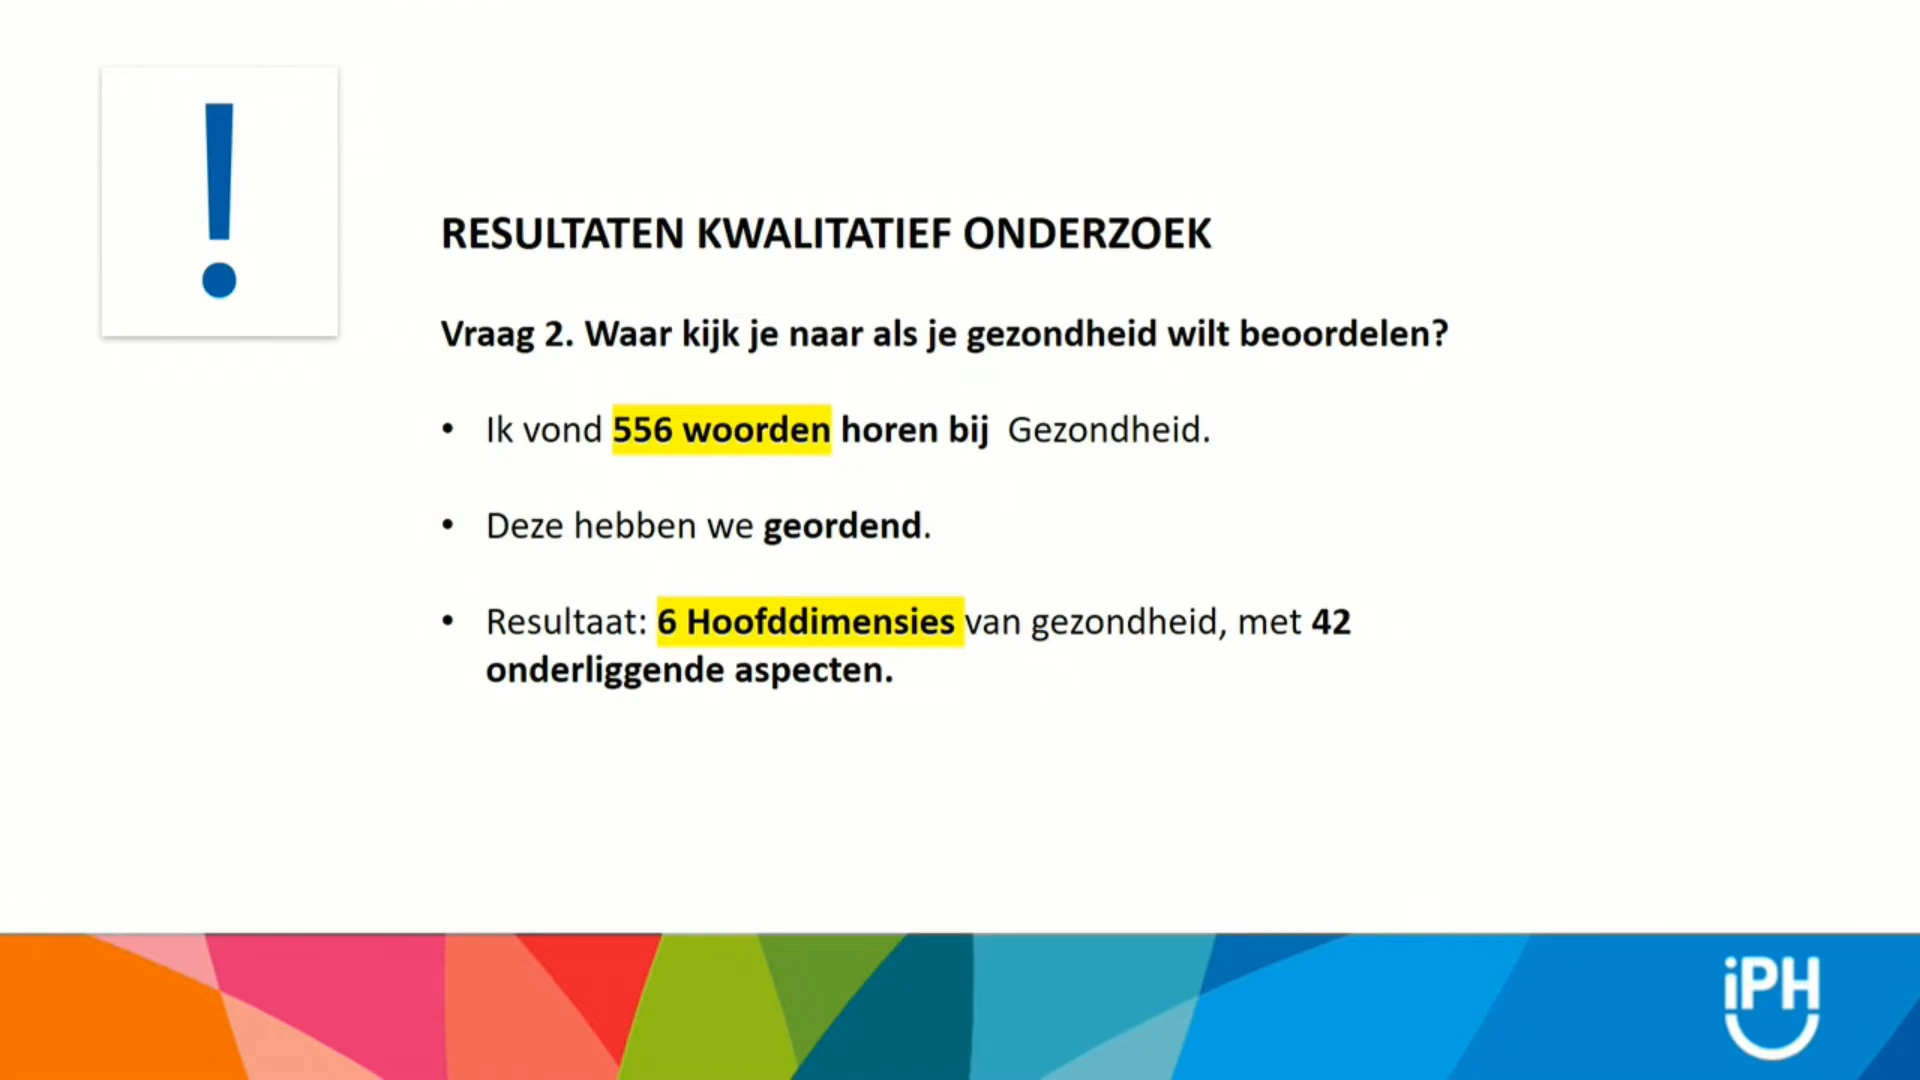 !
RESULTATEN KWALITATIEF ONDERZOEK
Vraag 2. Waar kijk je naar als je gezondheid wilt beoordelen?
• Ik vond 556 woorden horen bij  Gezondheid.
• Deze hebben we geordend.
• Resultaat: 6 Hoofddimensies van gezondheid, met 42
onderliggende aspecten.
iPH